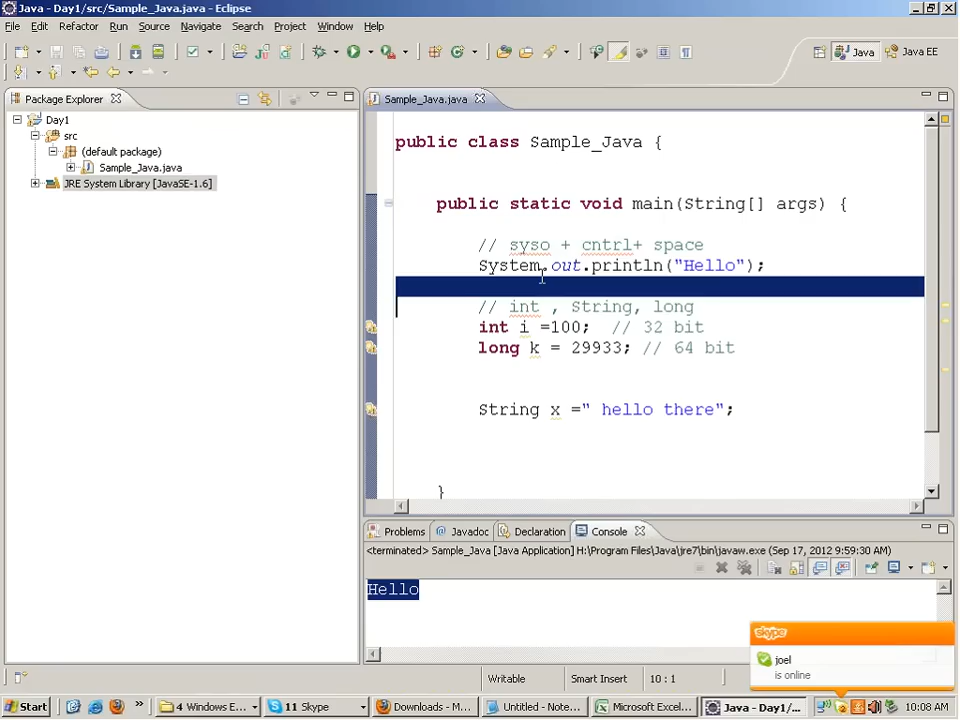 Java - Day1/src/Sample_Java.java - Eclipse
File Edit Refactor Run Source Navigate Search Project Window Help
Java Java EE
Package Explorer
Sample_Java.java
Day1
src
(default package)
Sample_Java.java
JRE System Library [JavaSE-1.6]
public class Sample_Java {
public static void main(String[] args) {
// syso + cntrl+ space
System.out.println("Hello");
// int , String, long
int i =100; // 32 bit
long k = 29933; // 64 bit
String x =" hello there";
}
Problems @ Javadoc Declaration Console
<terminated> Sample_Java [Java Application] H:\Program Files\Java\jre7\bin\javaw.exe (Sep 17, 2012 9:59:30 AM)
Hello
skype
joel
is online
Writable Smart Insert 10 : 1
Start » 4 Windows E... 11 Skype Downloads - M... Untitled - Note... Microsoft Excel... Java - Day1/... 10:08 AM